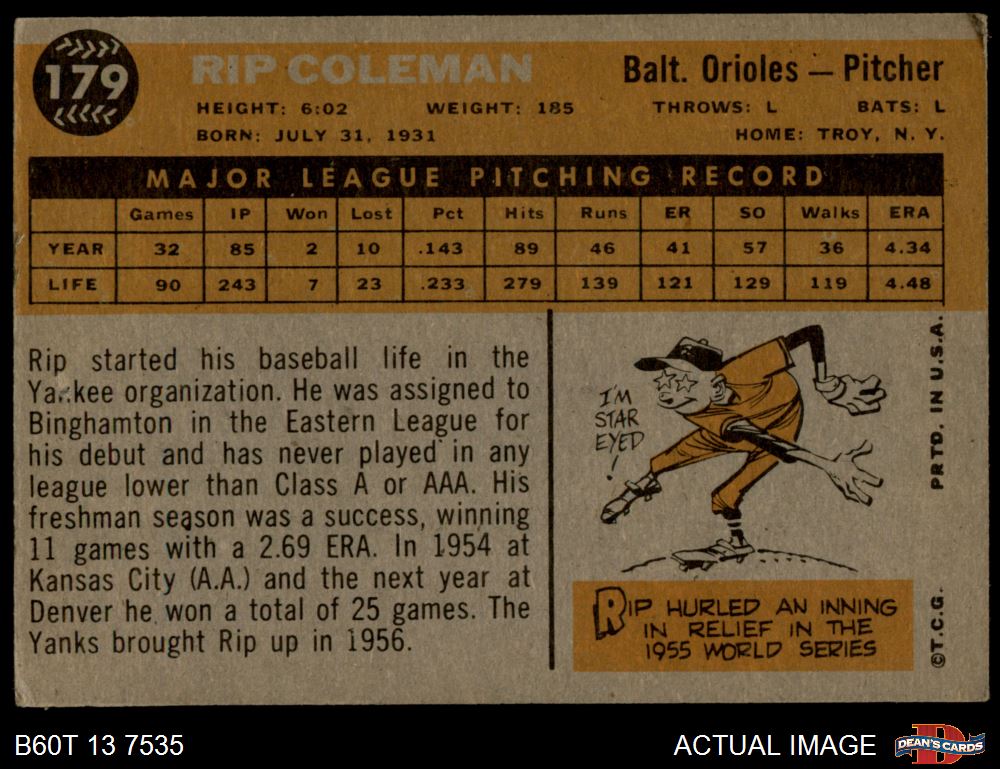 179
RIP COLEMAN
Balt. Orioles — Pitcher
HEIGHT: 6:02 WEIGHT: 185 THROWS: L BATS: L
BORN: JULY 31, 1931 HOME: TROY, N. Y.
MAJOR LEAGUE PITCHING RECORD
Games IP Won Lost Pct Hits Runs ER SO Walks ERA
YEAR 32 85 2 10 .143 89 46 41 57 36 4.34
LIFE 90 243 7 23 .233 279 139 121 129 119 4.48
Rip started his baseball life in the
Yankee organization. He was assigned to
Binghamton in the Eastern League for
his debut and has never played in any
league lower than Class A or AAA. His
freshman season was a success, winning
11 games with a 2.69 ERA. In 1954 at
Kansas City (A.A.) and the next year at
Denver he won a total of 25 games. The
Yanks brought Rip up in 1956.
I'M
STAR
EYED
!
RIP HURLED AN INNING
IN RELIEF IN THE
1955 WORLD SERIES
PRTD. IN U.S.A.
©T.C.G.
B60T 13 7535
ACTUAL IMAGE
D
DEAN'S CARDS